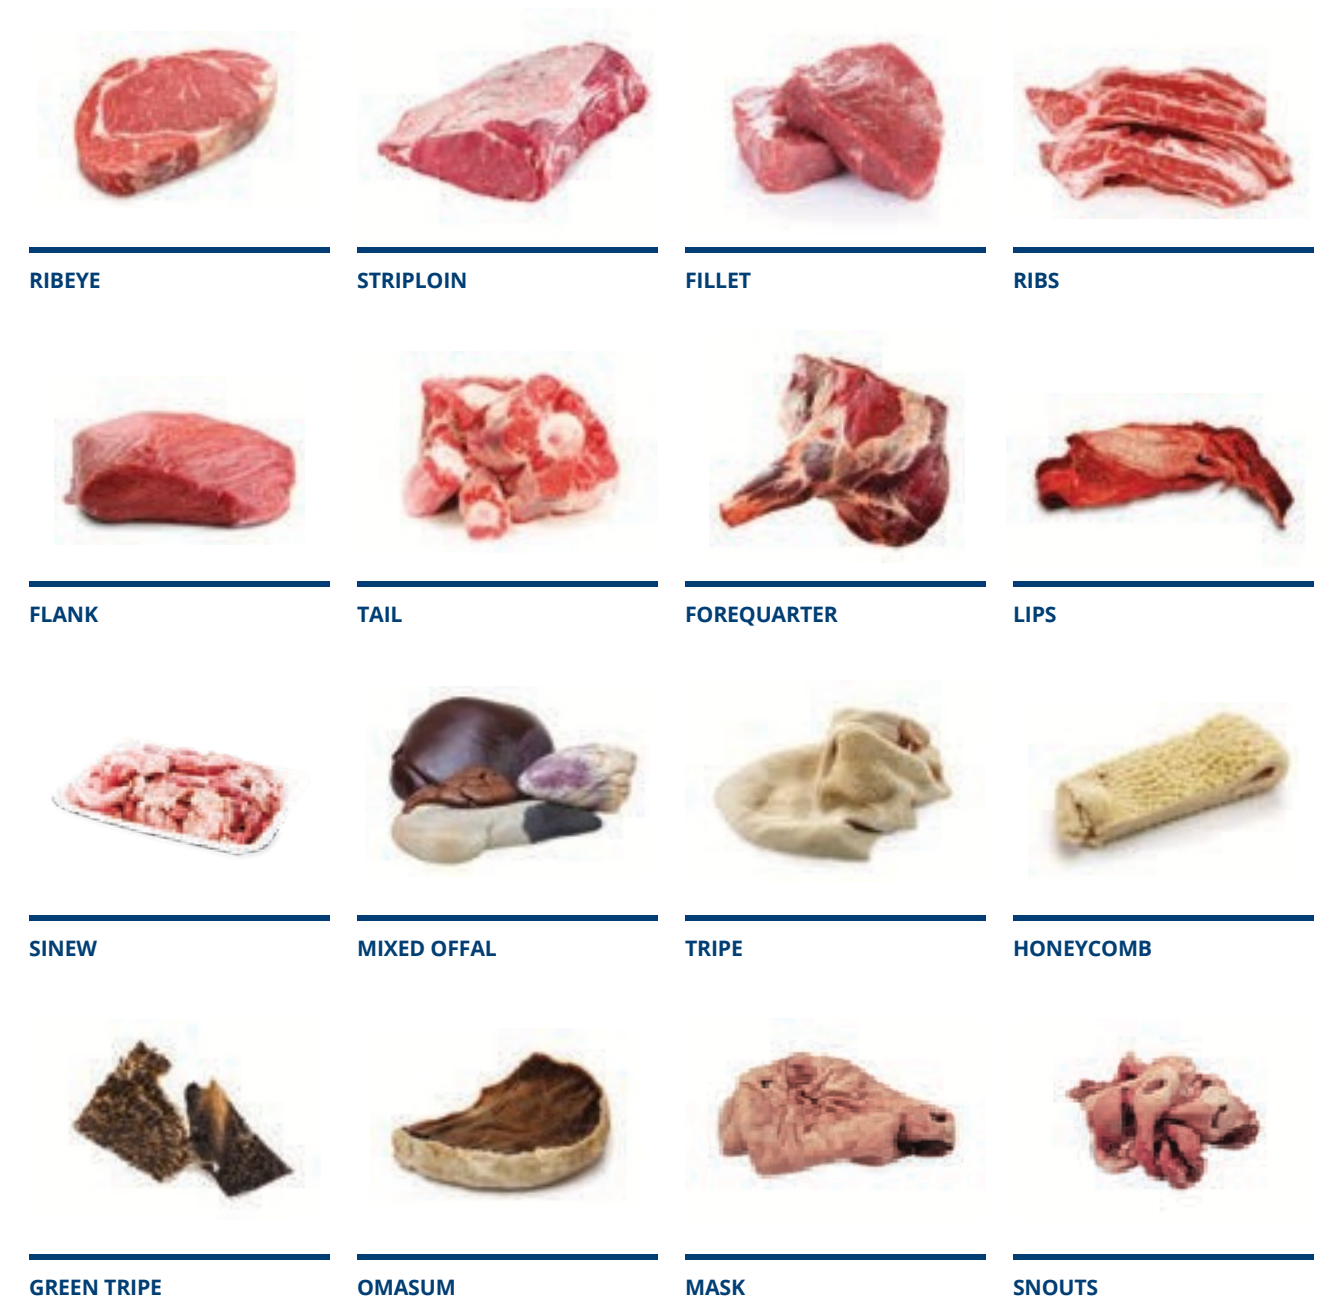 RIBEYE
STRIPLOIN
FILLET
RIBS
FLANK
TAIL
FOREQUARTER
LIPS
SINEW
MIXED OFFAL
TRIPE
HONEYCOMB
GREEN TRIPE
OMASUM
MASK
SNOUTS